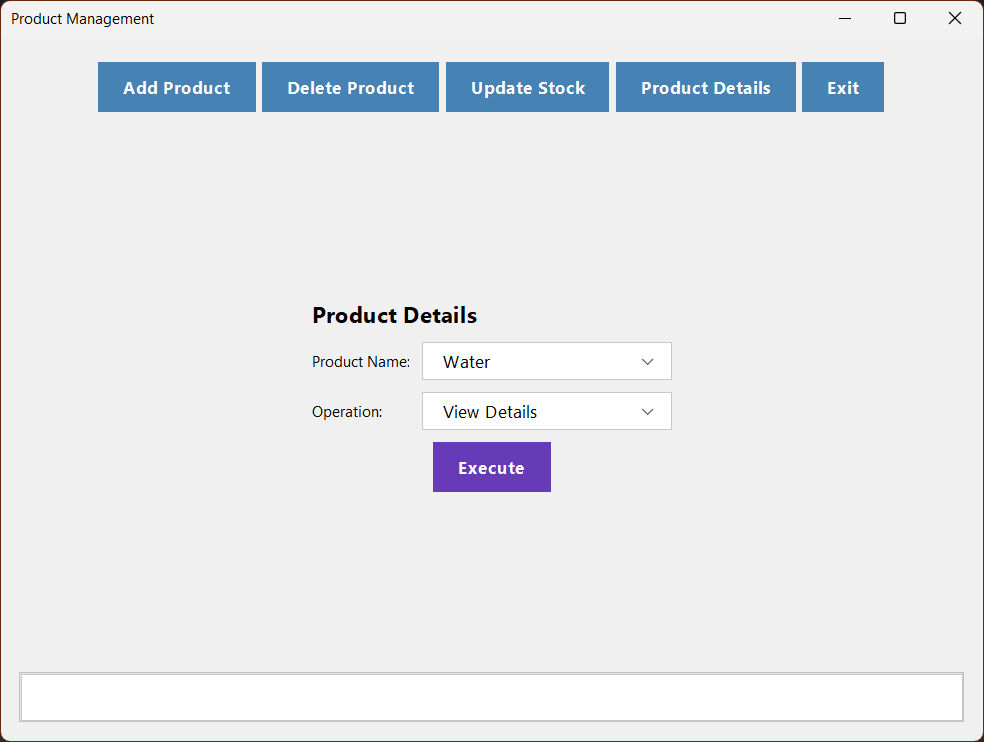 Product Management
Add Product Delete Product Update Stock Product Details Exit
Product Details
Product Name: Water
Operation: View Details
Execute